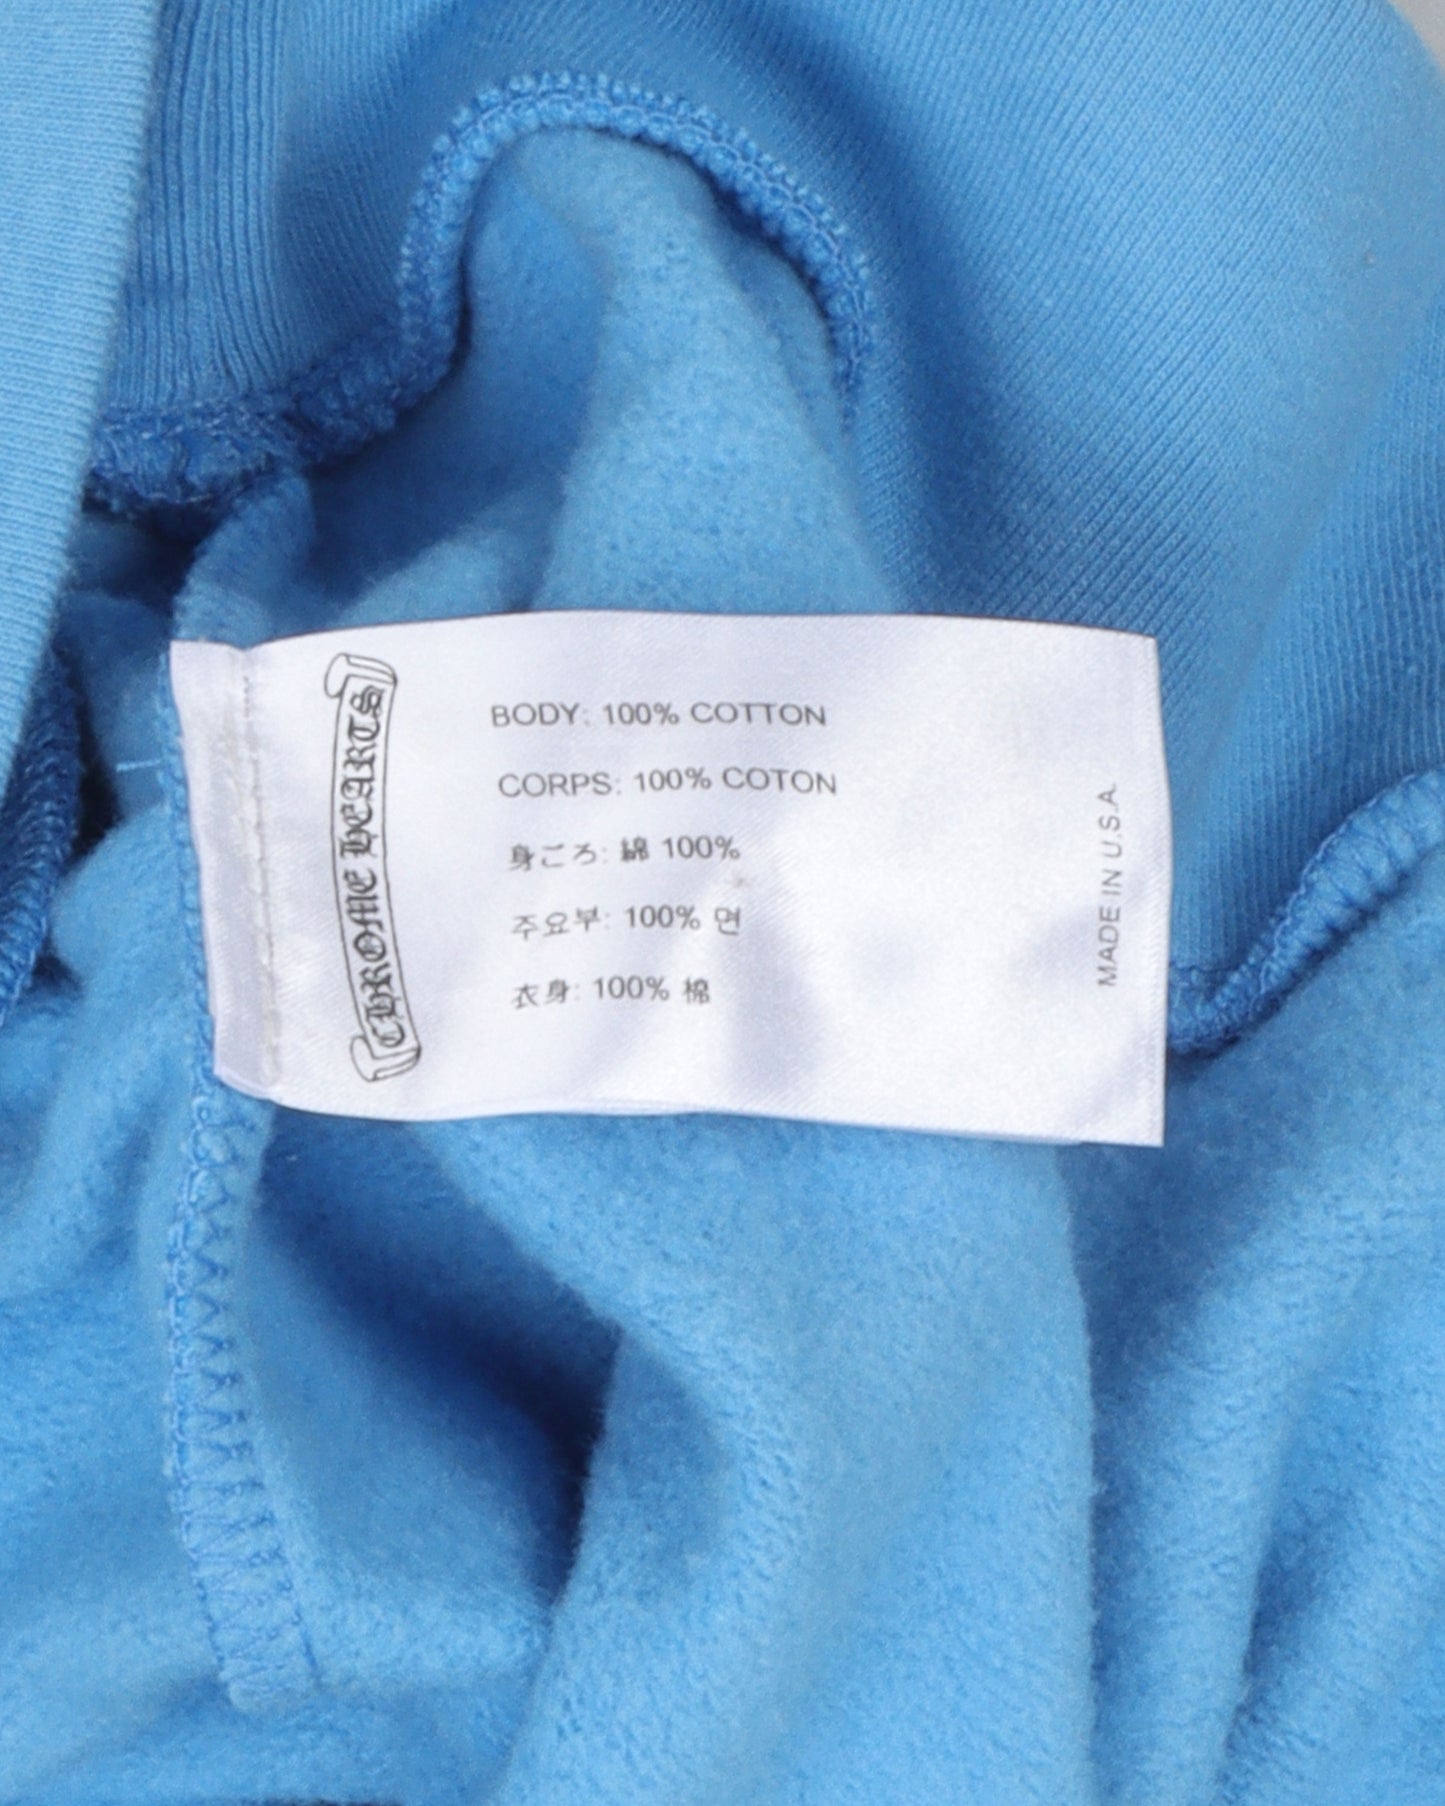 CHROME HEARTS
BODY: 100% COTTON
CORPS: 100% COTON
身ごろ: 綿 100%
주요부: 100% 면
衣身: 100% 棉
MADE IN U.S.A.